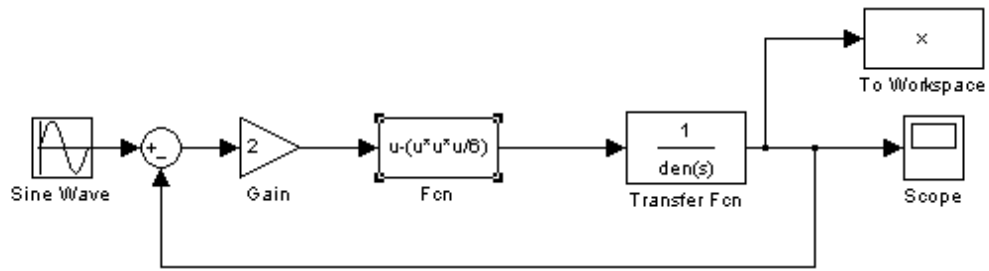 x
To Workspace
+
−
2
u-(u*u*u/6)
1
den(s)
Sine Wave
Gain
Fcn
Transfer Fcn
Scope